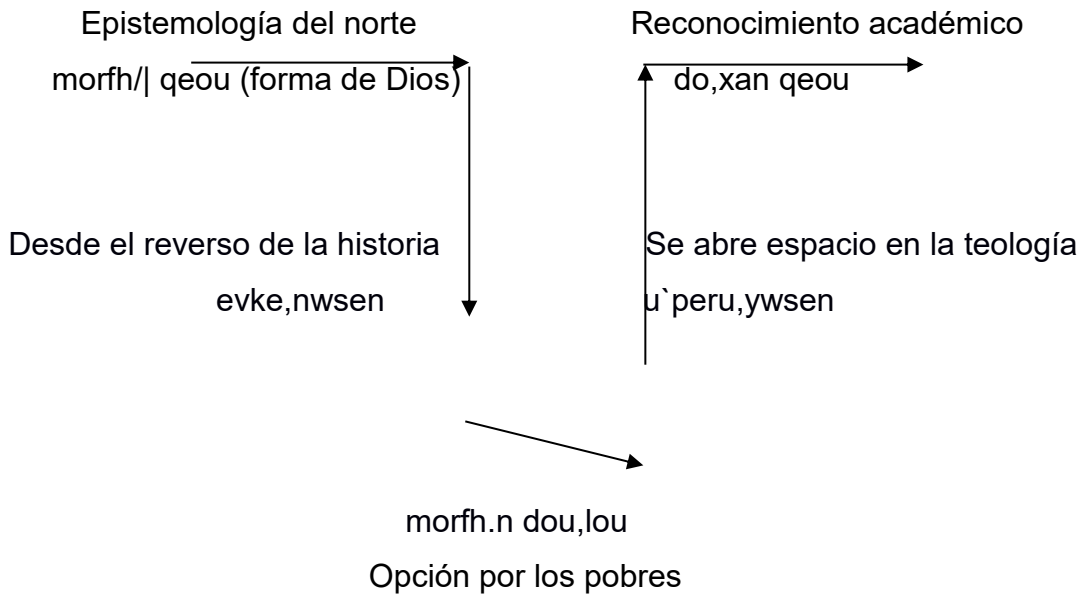 Epistemología del norte
morfh/| qeou (forma de Dios)
Reconocimiento académico
do,xan qeou
Desde el reverso de la historia
evke,nwsen
Se abre espacio en la teología
u`peru,ywsen
morfh.n dou,lou
Opción por los pobres